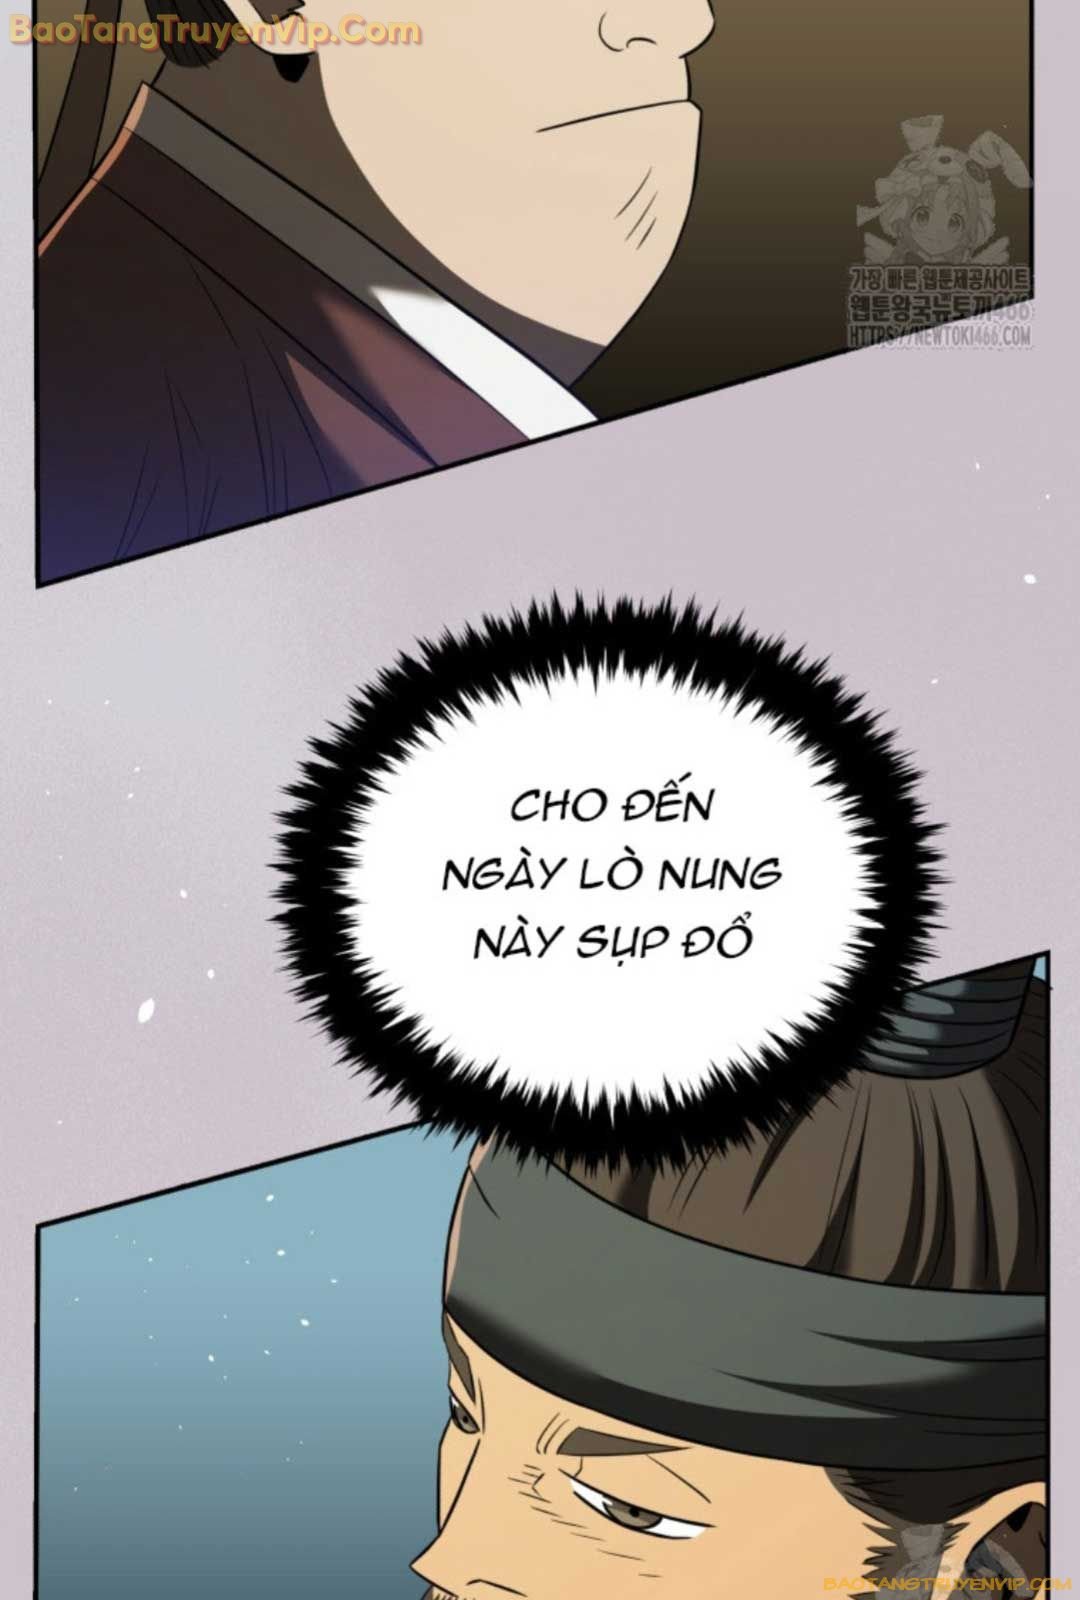 BaoTangTruyenVip.Com
가장 빠른 웹툰제공사이트
웹툰왕국뉴토끼466
HTTPS://NEWTOKI466.COM
CHO ĐẾN
NGÀY LÒ NUNG
NÀY SỤP ĐỔ
BAOTANGTRUYENVIP.COM